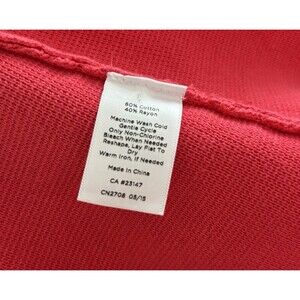 60% Cotton
40% Rayon
Machine Wash Cold
Gentle Cycle
Only Non-Chlorine
Bleach When Needed
Reshape, Lay Flat To
Dry
Warm Iron, If Needed
Made In China
CA #23147
CN2708 05/15